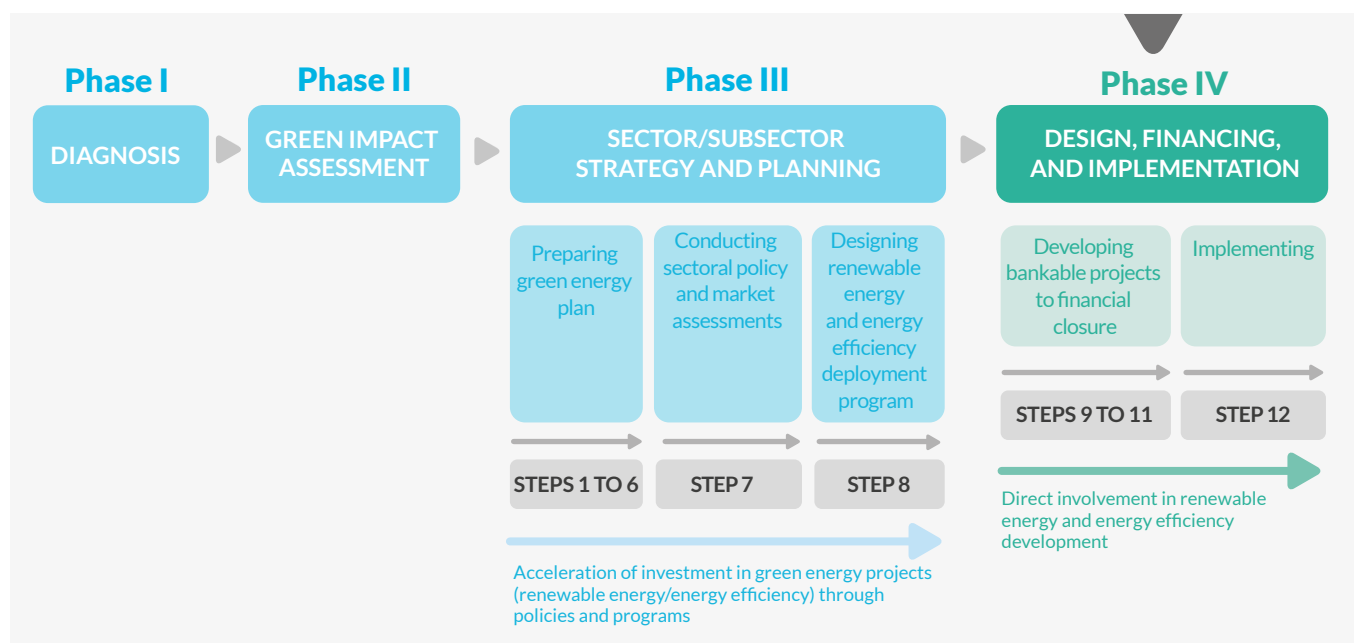 Phase I
DIAGNOSIS
Phase II
GREEN IMPACT
ASSESSMENT
Phase III
SECTOR/SUBSECTOR
STRATEGY AND PLANNING
Preparing
green energy
plan
STEPS 1 TO 6
Conducting
sectoral policy
and market
assessments
STEP 7
Designing
renewable
energy
and energy
efficiency
deployment
program
STEP 8
Acceleration of investment in green energy projects
(renewable energy/energy efficiency) through
policies and programs
Phase IV
DESIGN, FINANCING,
AND IMPLEMENTATION
Developing
bankable projects
to financial
closure
STEPS 9 TO 11
Implementing
STEP 12
Direct involvement in renewable
energy and energy efficiency
development